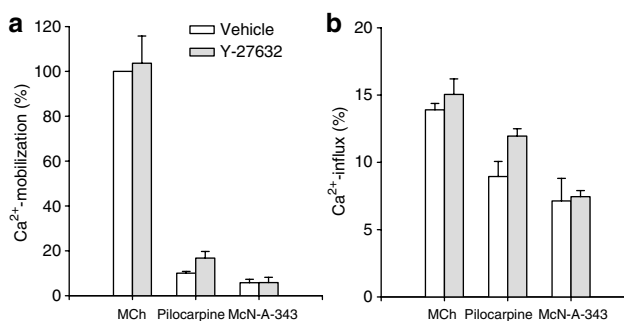 a
Ca2+-mobilization (%)
120
100
80
60
40
20
0
Vehicle
Y-27632
MCh Pilocarpine McN-A-343
b
Ca2+-influx (%)
20
15
10
5
0
MCh Pilocarpine McN-A-343